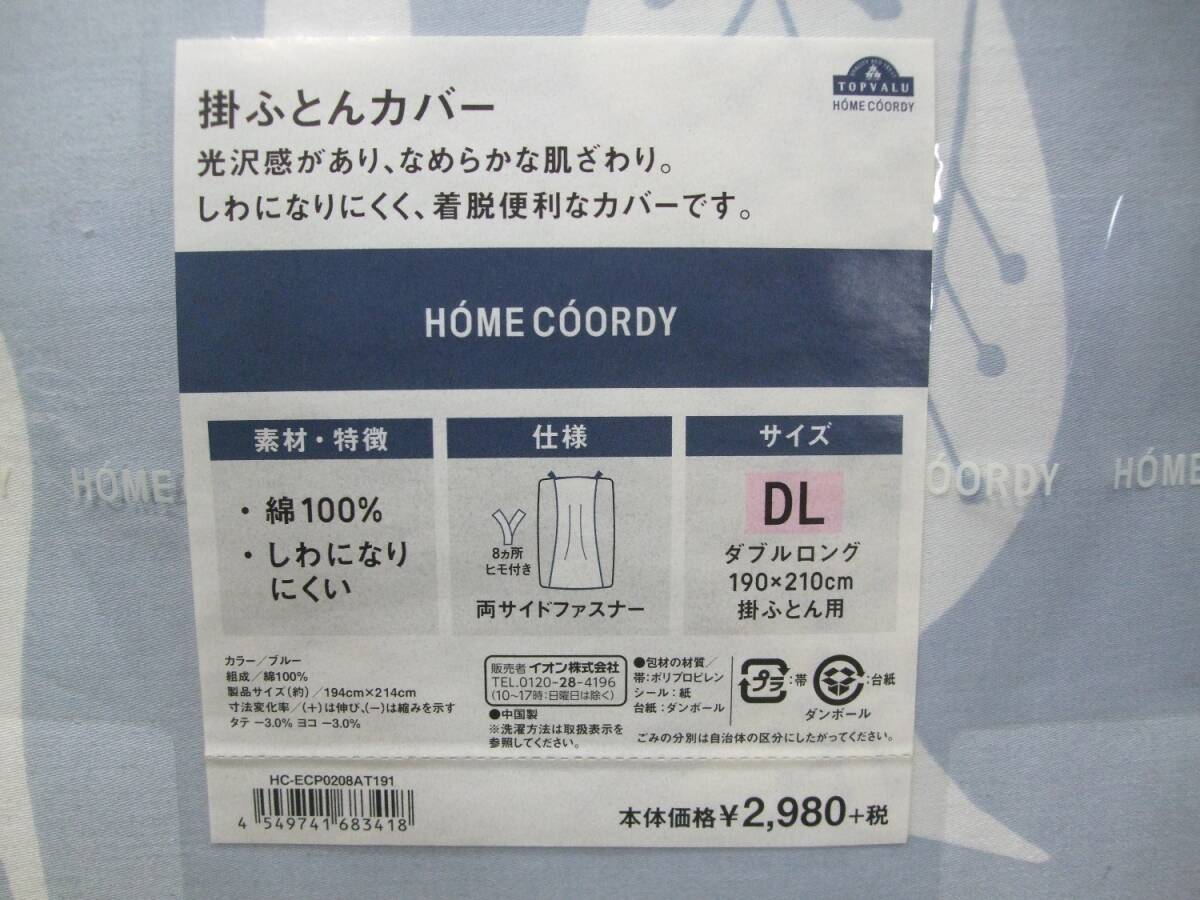 掛ふとんカバー
光沢感があり、なめらかな肌ざわり。
しわになりにくく、着脱便利なカバーです。
TOPVALU
HÓME CÓORDY
HÓME CÓORDY
素材・特徴
・綿100%
・しわになり
にくい
仕様
8ヵ所
ヒモ付き
両サイドファスナー
サイズ
DL
ダブルロング
190×210cm
掛ふとん用
HÓME
ÓORDY
HÓME
カラー／ブルー
組成／綿100%
製品サイズ(約)／194cm×214cm
寸法変化率／(+)は伸び、(−)は縮みを示す
タテ −3.0% ヨコ −3.0%
販売者 イオン株式会社
TEL.0120-28-4196
(10〜17時:日曜日は除く)
●中国製
※洗濯方法は取扱表示を
参照してください。
●包材の材質／
帯:ポリプロピレン
シール:紙
台紙:ダンボール
プラ:帯
:台紙
ダンボール
ごみの分別は自治体の区分にしたがってください。
HC-ECP0208AT191
4 549741 683418
本体価格¥2,980+税